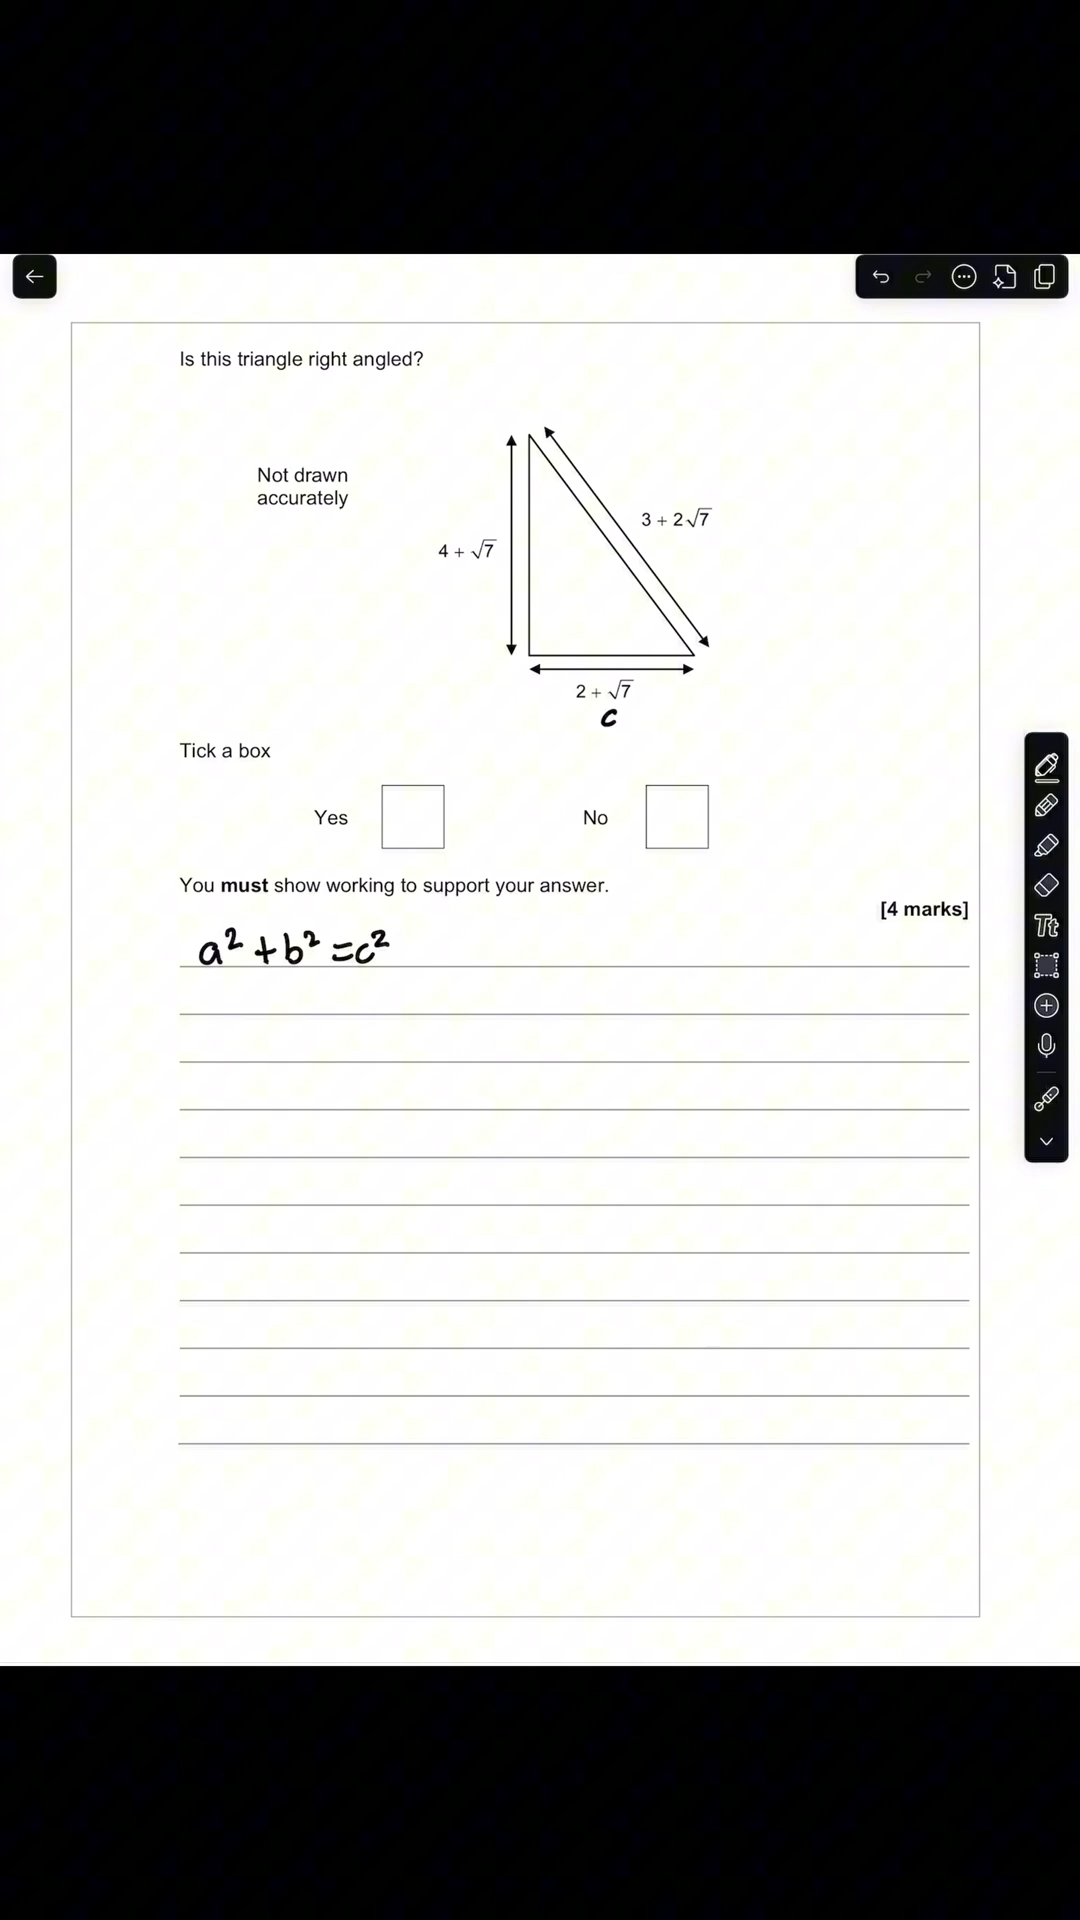 Is this triangle right angled?
Not drawn
accurately
3 + 2√7
4 + √7
2 + √7
c
Tick a box
Yes
No
You must show working to support your answer.
[4 marks]
a² + b² = c²
Tt